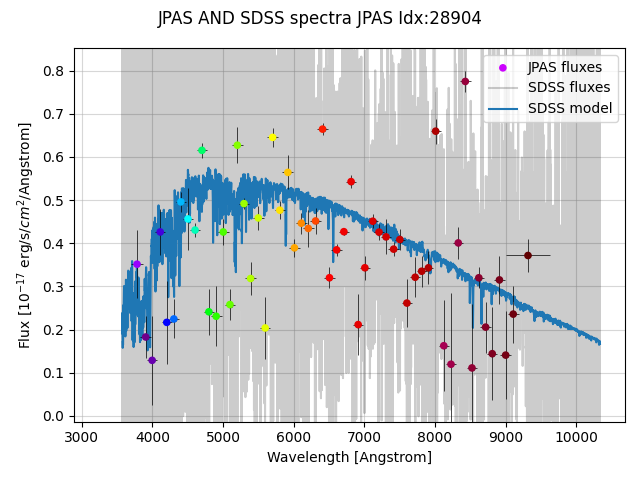 JPAS AND SDSS spectra JPAS Idx:28904
JPAS fluxes
SDSS fluxes
SDSS model
Flux [10⁻¹⁷ erg/s/cm²/Angstrom]
0.8
0.7
0.6
0.5
0.4
0.3
0.2
0.1
0.0
3000 4000 5000 6000 7000 8000 9000 10000
Wavelength [Angstrom]